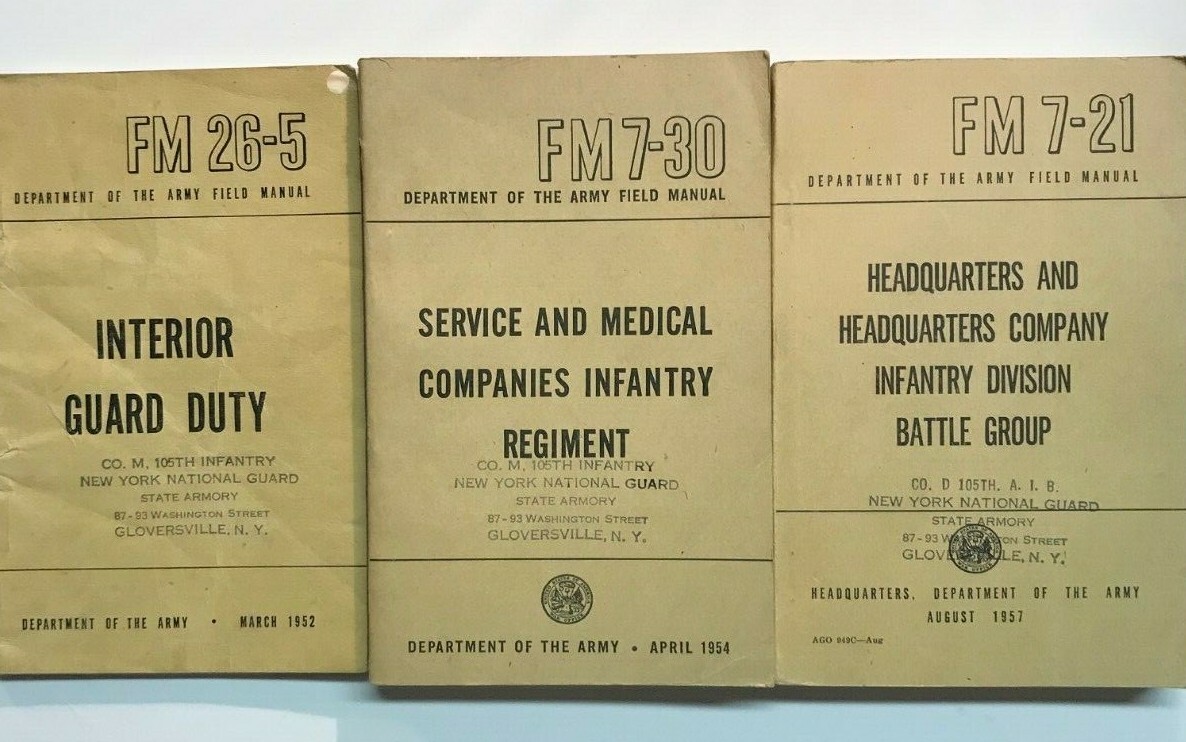 FM 26-5
DEPARTMENT OF THE ARMY FIELD MANUAL
INTERIOR
GUARD DUTY
CO. M, 105TH INFANTRY
NEW YORK NATIONAL GUARD
STATE ARMORY
87-93 WASHINGTON STREET
GLOVERSVILLE, N. Y.
DEPARTMENT OF THE ARMY • MARCH 1952
FM 7-30
DEPARTMENT OF THE ARMY FIELD MANUAL
SERVICE AND MEDICAL
COMPANIES INFANTRY
REGIMENT
CO. M, 105TH INFANTRY
NEW YORK NATIONAL GUARD
STATE ARMORY
87-93 WASHINGTON STREET
GLOVERSVILLE, N. Y.
DEPARTMENT OF THE ARMY • APRIL 1954
FM 7-21
DEPARTMENT OF THE ARMY FIELD MANUAL
HEADQUARTERS AND
HEADQUARTERS COMPANY
INFANTRY DIVISION
BATTLE GROUP
CO. D 105TH. A. I. B.
NEW YORK NATIONAL GUARD
STATE ARMORY
87-93 WASHINGTON STREET
GLOVERSVILLE, N. Y.
HEADQUARTERS, DEPARTMENT OF THE ARMY
AUGUST 1957
AGO 949C—Aug